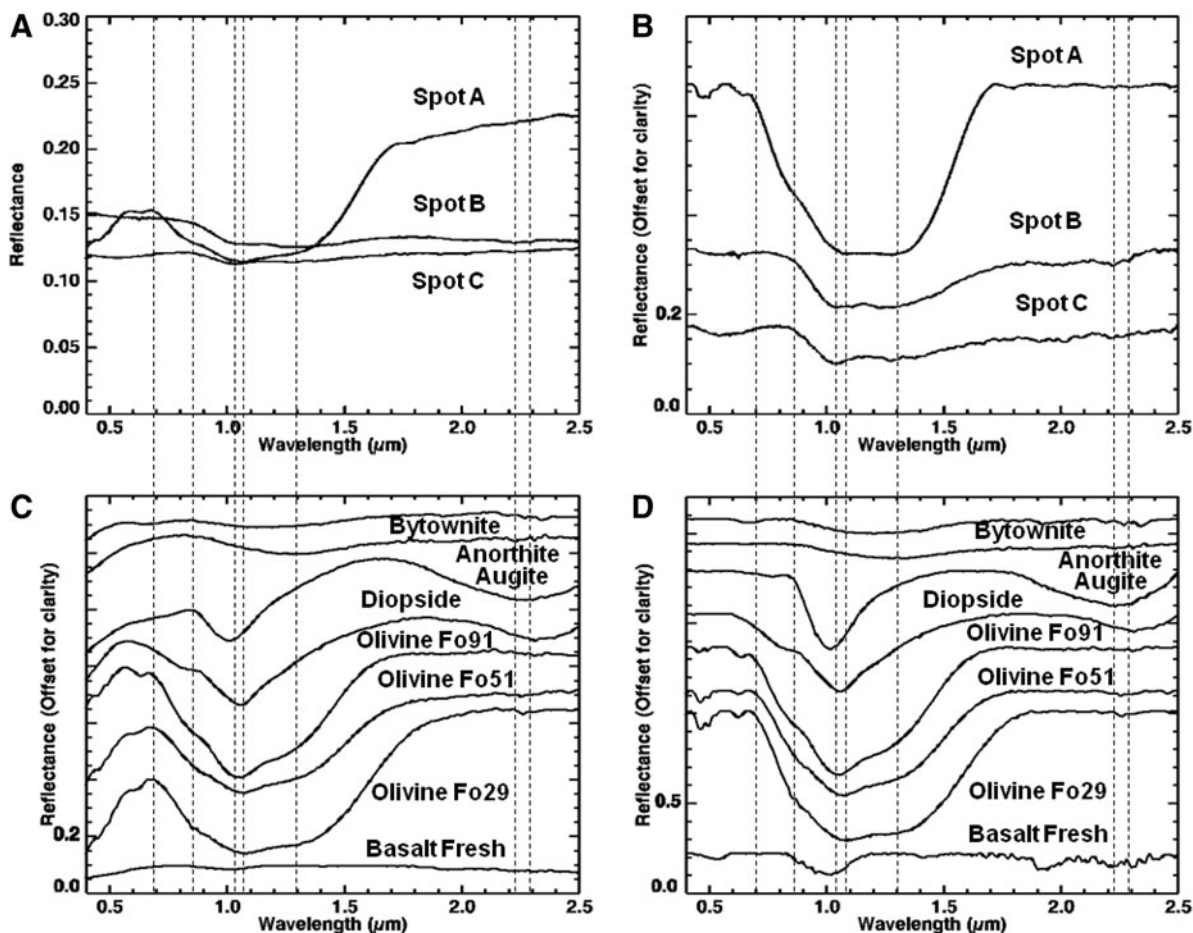 A
0.30
0.25
0.20
0.15
0.10
0.05
0.00
Reflectance
Spot A
Spot B
Spot C
0.5 1.0 1.5 2.0 2.5
Wavelength (µm)
B
Reflectance (Offset for clarity)
0.2
0.0
Spot A
Spot B
Spot C
0.5 1.0 1.5 2.0 2.5
Wavelength (µm)
C
Reflectance (Offset for clarity)
0.2
0.0
Bytownite
Anorthite
Augite
Diopside
Olivine Fo91
Olivine Fo51
Olivine Fo29
Basalt Fresh
0.5 1.0 1.5 2.0 2.5
Wavelength (µm)
D
Reflectance (Offset for clarity)
0.5
0.0
Bytownite
Anorthite
Augite
Diopside
Olivine Fo91
Olivine Fo51
Olivine Fo29
Basalt Fresh
0.5 1.0 1.5 2.0 2.5
Wavelength (µm)